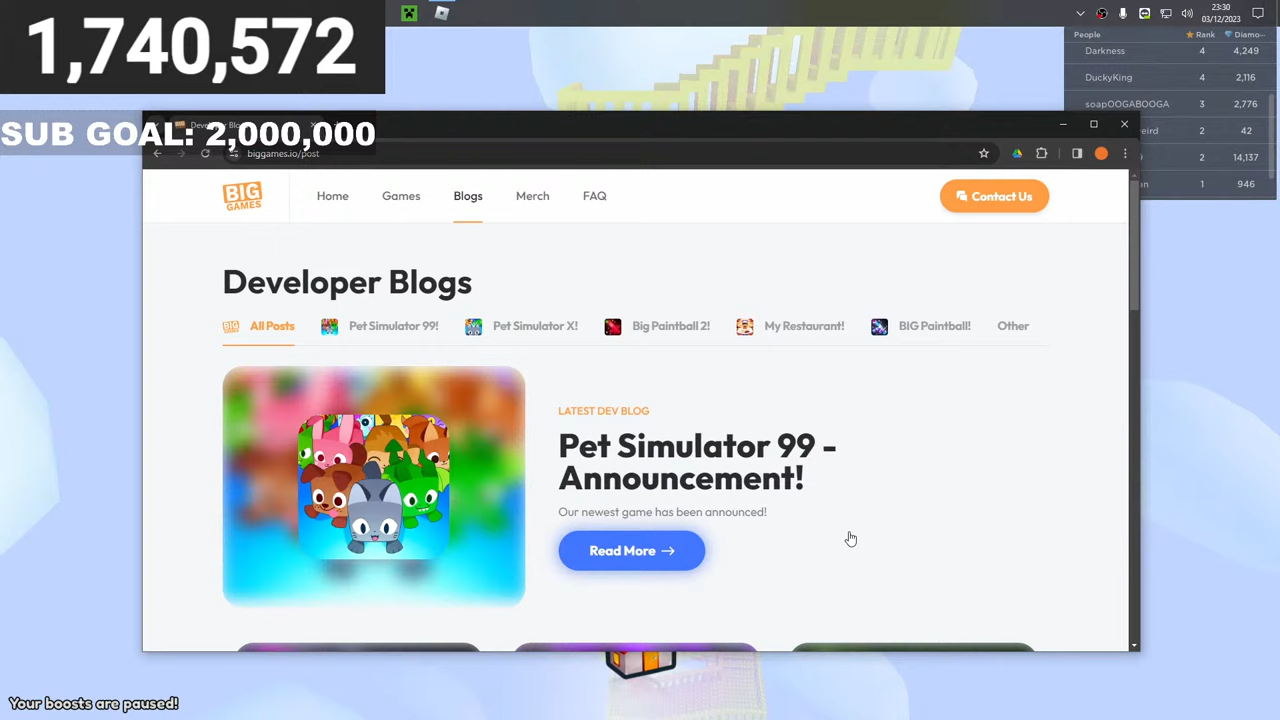 1,740,572
SUB GOAL: 2,000,000
23:30
03/12/2023
People Rank Diamo...
Darkness 4 4,249
DuckyKing 4 2,116
soapOOGABOOGA 3 2,776
eird 2 42
2 14,137
1 946
biggames.io/post
BIG GAMES
Home Games Blogs Merch FAQ
Contact Us
Developer Blogs
All Posts Pet Simulator 99! Pet Simulator X! Big Paintball 2! My Restaurant! BIG Paintball! Other
LATEST DEV BLOG
Pet Simulator 99 -
Announcement!
Our newest game has been announced!
Read More →
Your boosts are paused!